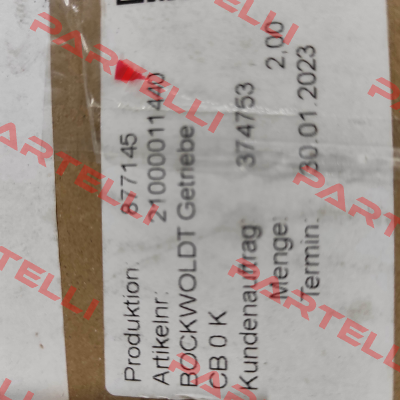 Produktion: 877145
Artikelnr: 21000011440
BOCKWOLDT Getriebe
CB 0 K
Kundenauftrag: 374753
Menge: 2,00
Termin: 30.01.2023
PARTELLI
PARTELLI
PARTELLI
PARTELLI
PARTELLI